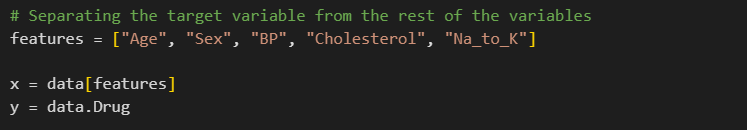 # Separating the target variable from the rest of the variables
features = ["Age", "Sex", "BP", "Cholesterol", "Na_to_K"]
x = data[features]
y = data.Drug